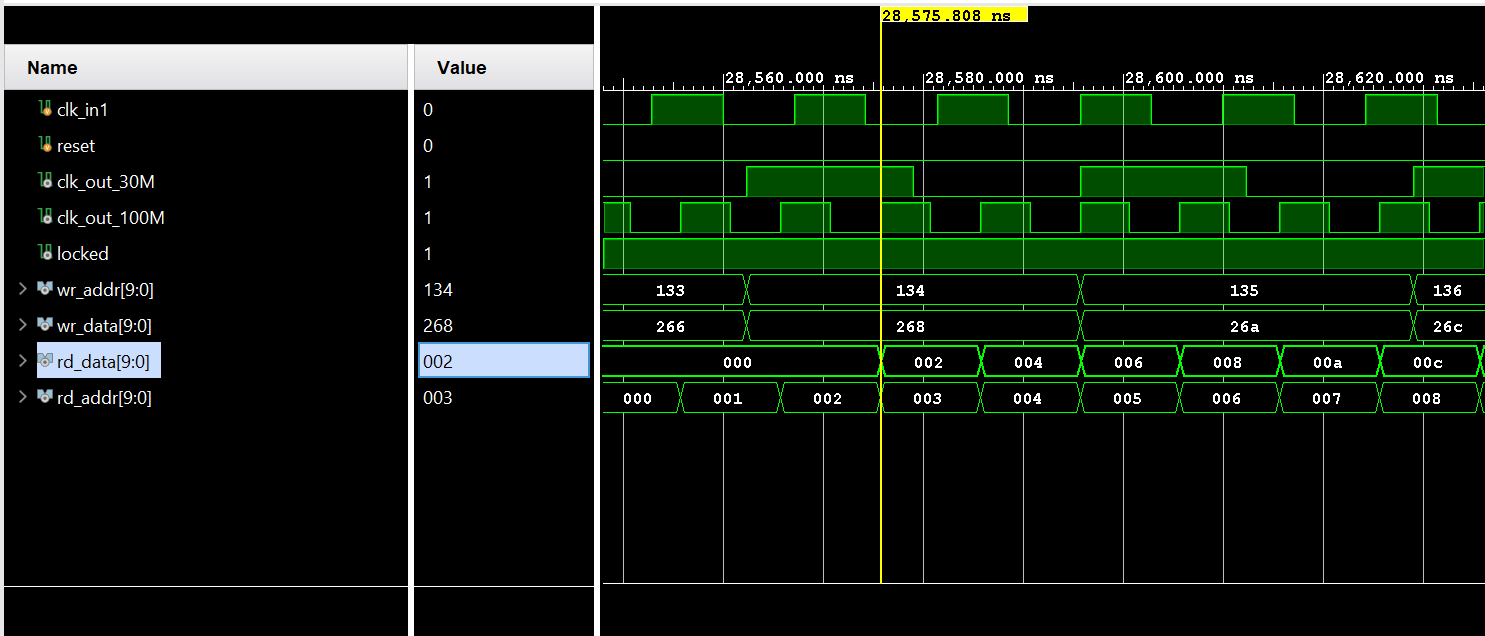 28,575.808 ns
Name Value
28,560.000 ns 28,580.000 ns 28,600.000 ns 28,620.000 ns
clk_in1 0
reset 0
clk_out_30M 1
clk_out_100M 1
locked 1
wr_addr[9:0] 134 133 134 135 136
wr_data[9:0] 268 266 268 26a 26c
rd_data[9:0] 002 000 002 004 006 008 00a 00c
rd_addr[9:0] 003 000 001 002 003 004 005 006 007 008